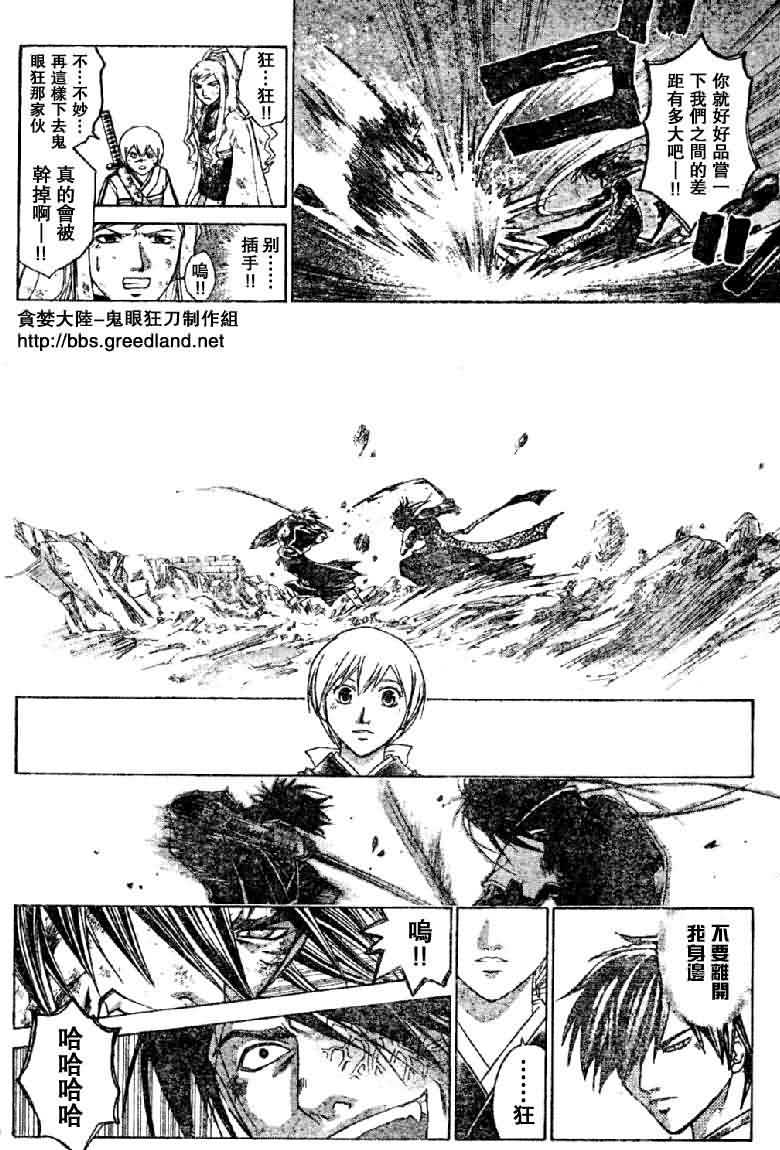 你就好好品嘗一
下我們之間的差
距有多大吧——!!
狂…狂!!
不…不妙…
再這樣下去鬼
眼狂那家伙
真的會被
幹掉啊——!!
别…
插手!!
嗚!!
貪婪大陸-鬼眼狂刀制作組
http://bbs.greedland.net
不要離開
我身邊
……狂
嗚!!
哈哈哈哈